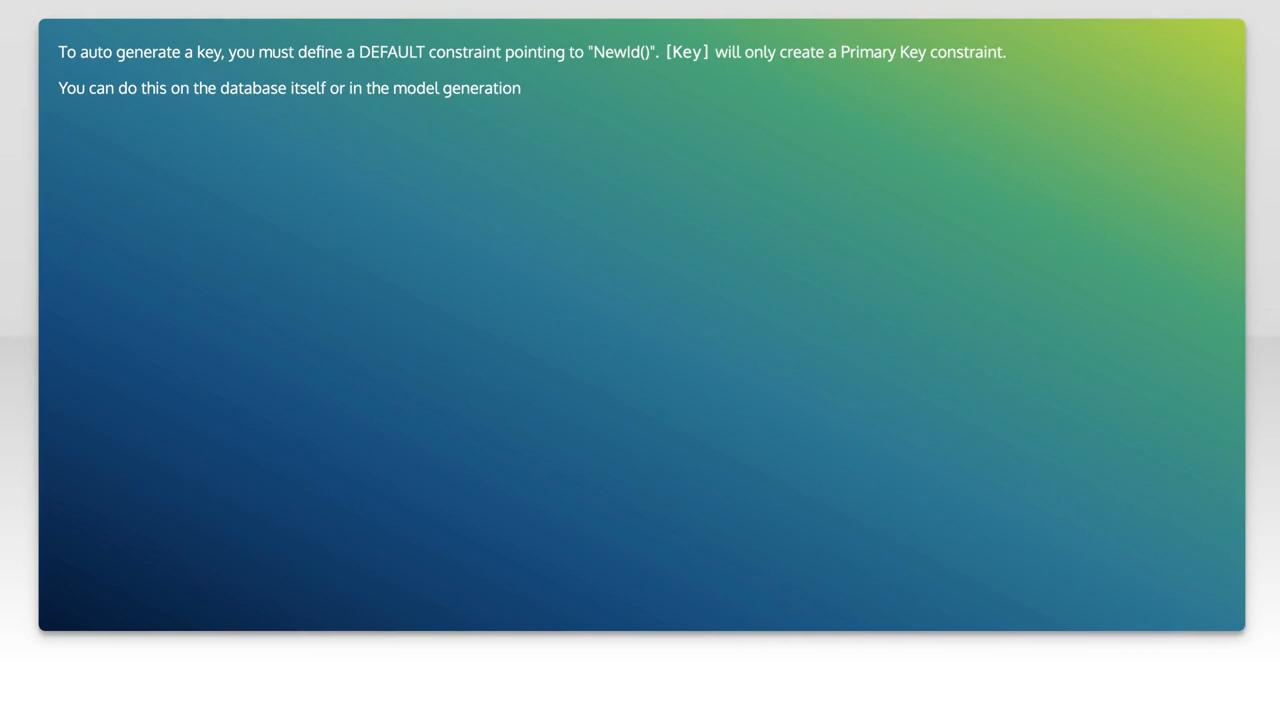 To auto generate a key, you must define a DEFAULT constraint pointing to "NewId()". [Key] will only create a Primary Key constraint.
You can do this on the database itself or in the model generation